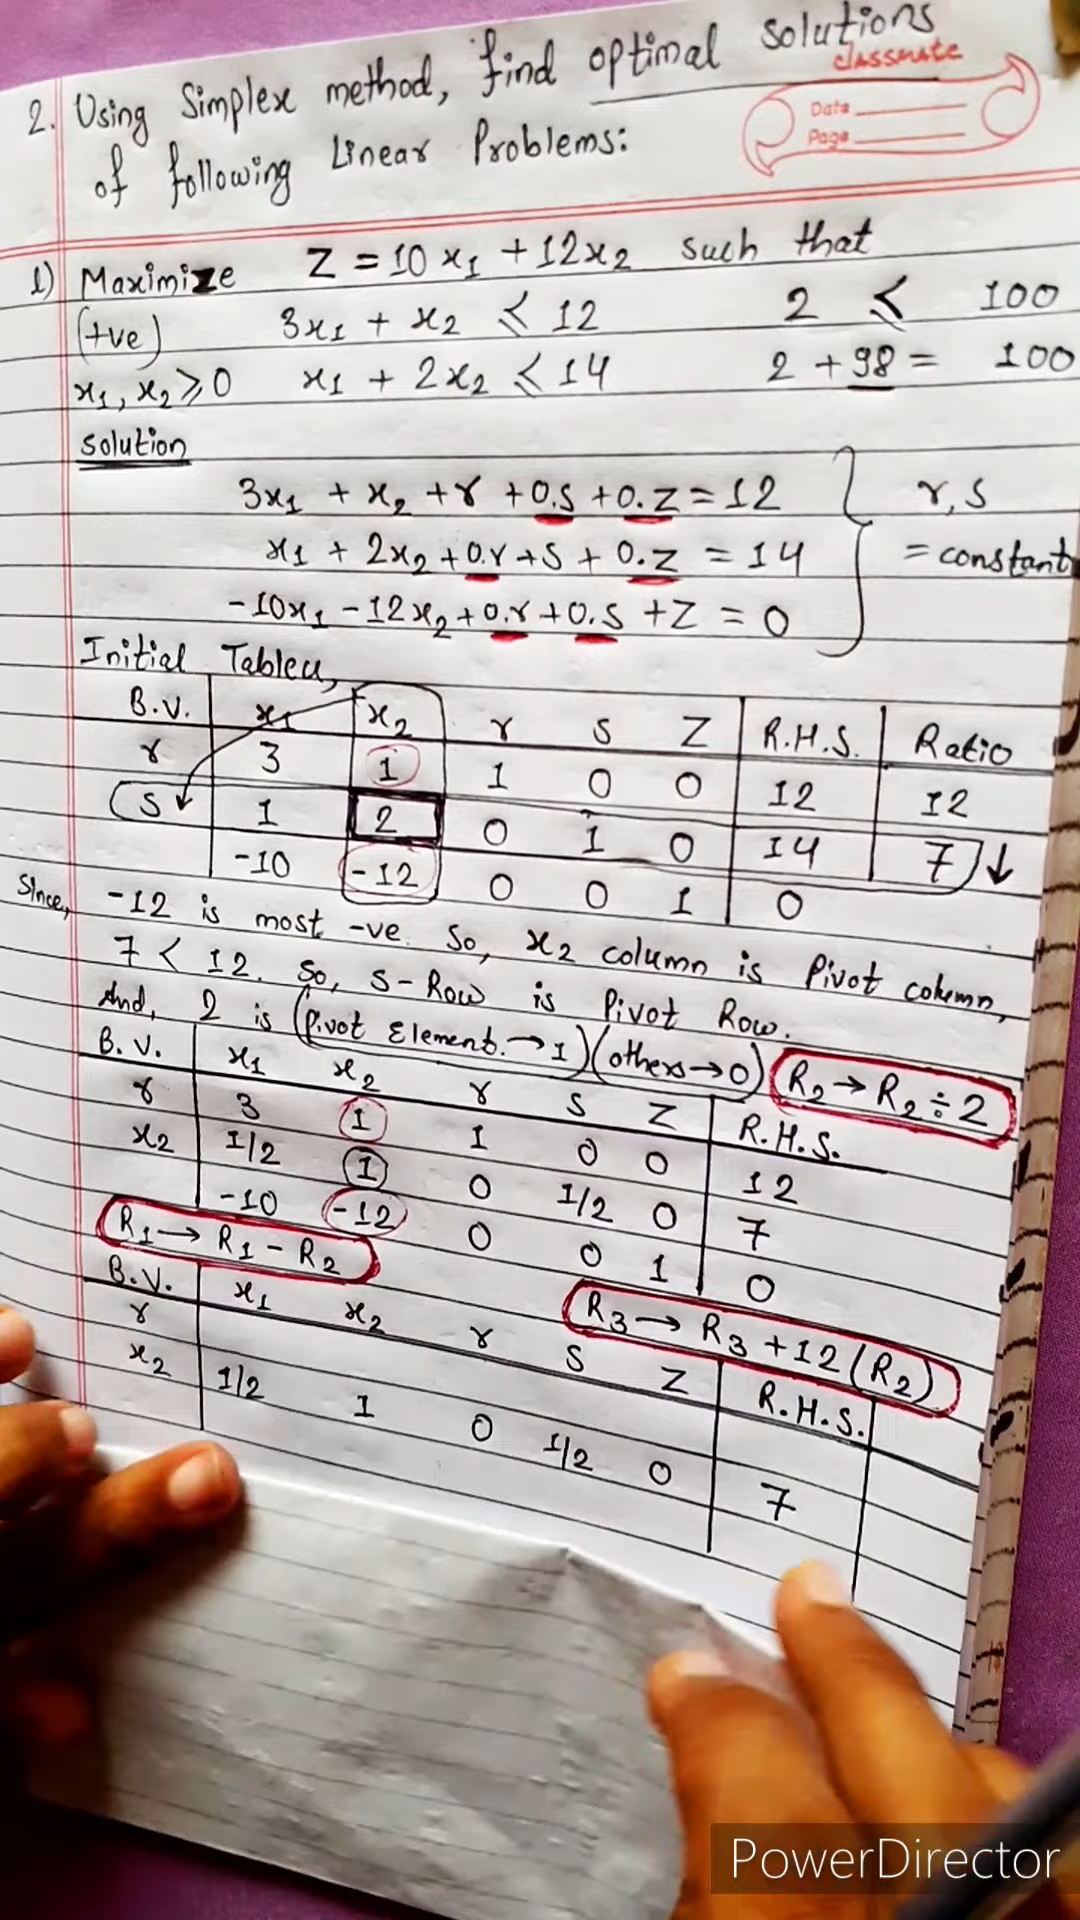 2. Using Simplex method, find optimal solutions
of following Linear Problems:
classmate
Date
Page
1) Maximize Z = 10x₁ + 12x₂ such that
(+ve) 3x₁ + x₂ ≤ 12 2 ≤ 100
x₁, x₂ ≥ 0 x₁ + 2x₂ ≤ 14 2 + 98 = 100
solution
3x₁ + x₂ + r + 0.s + 0.z = 12 r, s
x₁ + 2x₂ + 0.r + s + 0.z = 14 = constant
-10x₁ - 12x₂ + 0.r + 0.s + z = 0
Initial Tableu,
B.V. x₁ x₂ r s z R.H.S. Ratio
r 3 1 1 0 0 12 12
s 1 2 0 1 0 14 7 ↓
-10 -12 0 0 1 0
Since, -12 is most -ve. So, x₂ column is Pivot column,
7 < 12. So, s-Row is Pivot Row.
And, 2 is (Pivot Element. → 1) (others → 0) R₂ → R₂ ÷ 2
B.V. x₁ x₂ r s z R.H.S.
r 3 1 1 0 0 12
x₂ 1/2 1 0 1/2 0 7
-10 -12 0 0 1 0
R₁ → R₁ - R₂ R₃ → R₃ + 12(R₂)
B.V. x₁ x₂ r s z R.H.S.
r
x₂ 1/2 1 0 1/2 0 7
PowerDirector